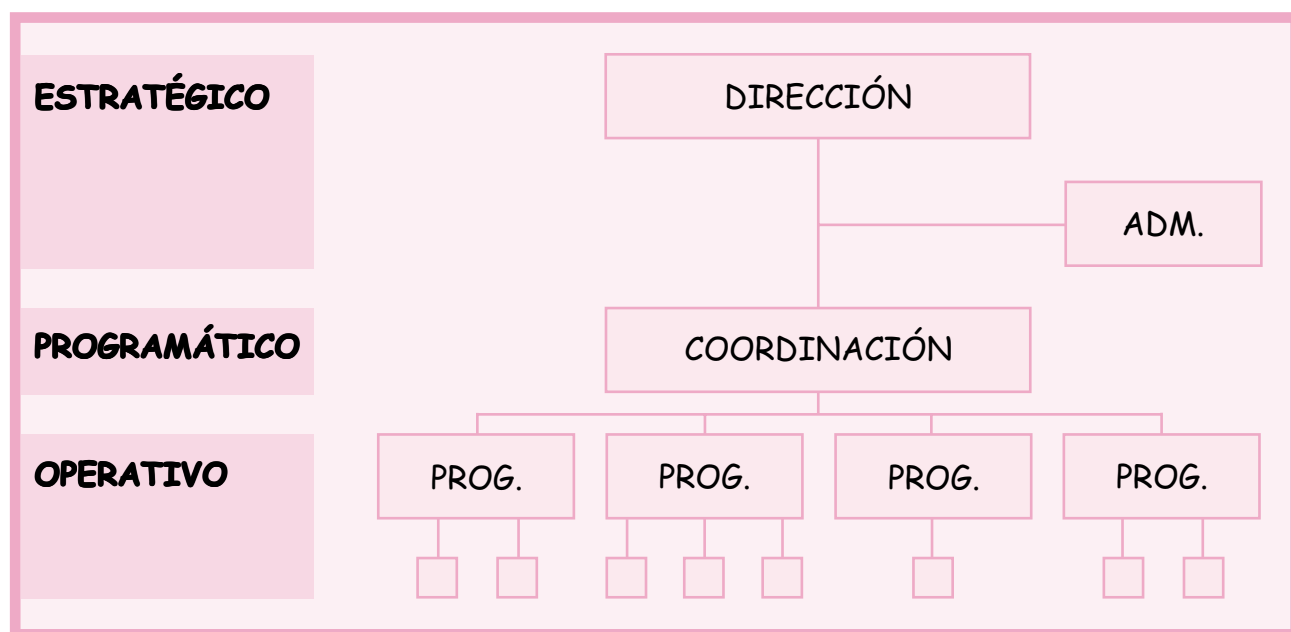 ESTRATÉGICO
DIRECCIÓN
ADM.
PROGRAMÁTICO
COORDINACIÓN
OPERATIVO
PROG.
PROG.
PROG.
PROG.